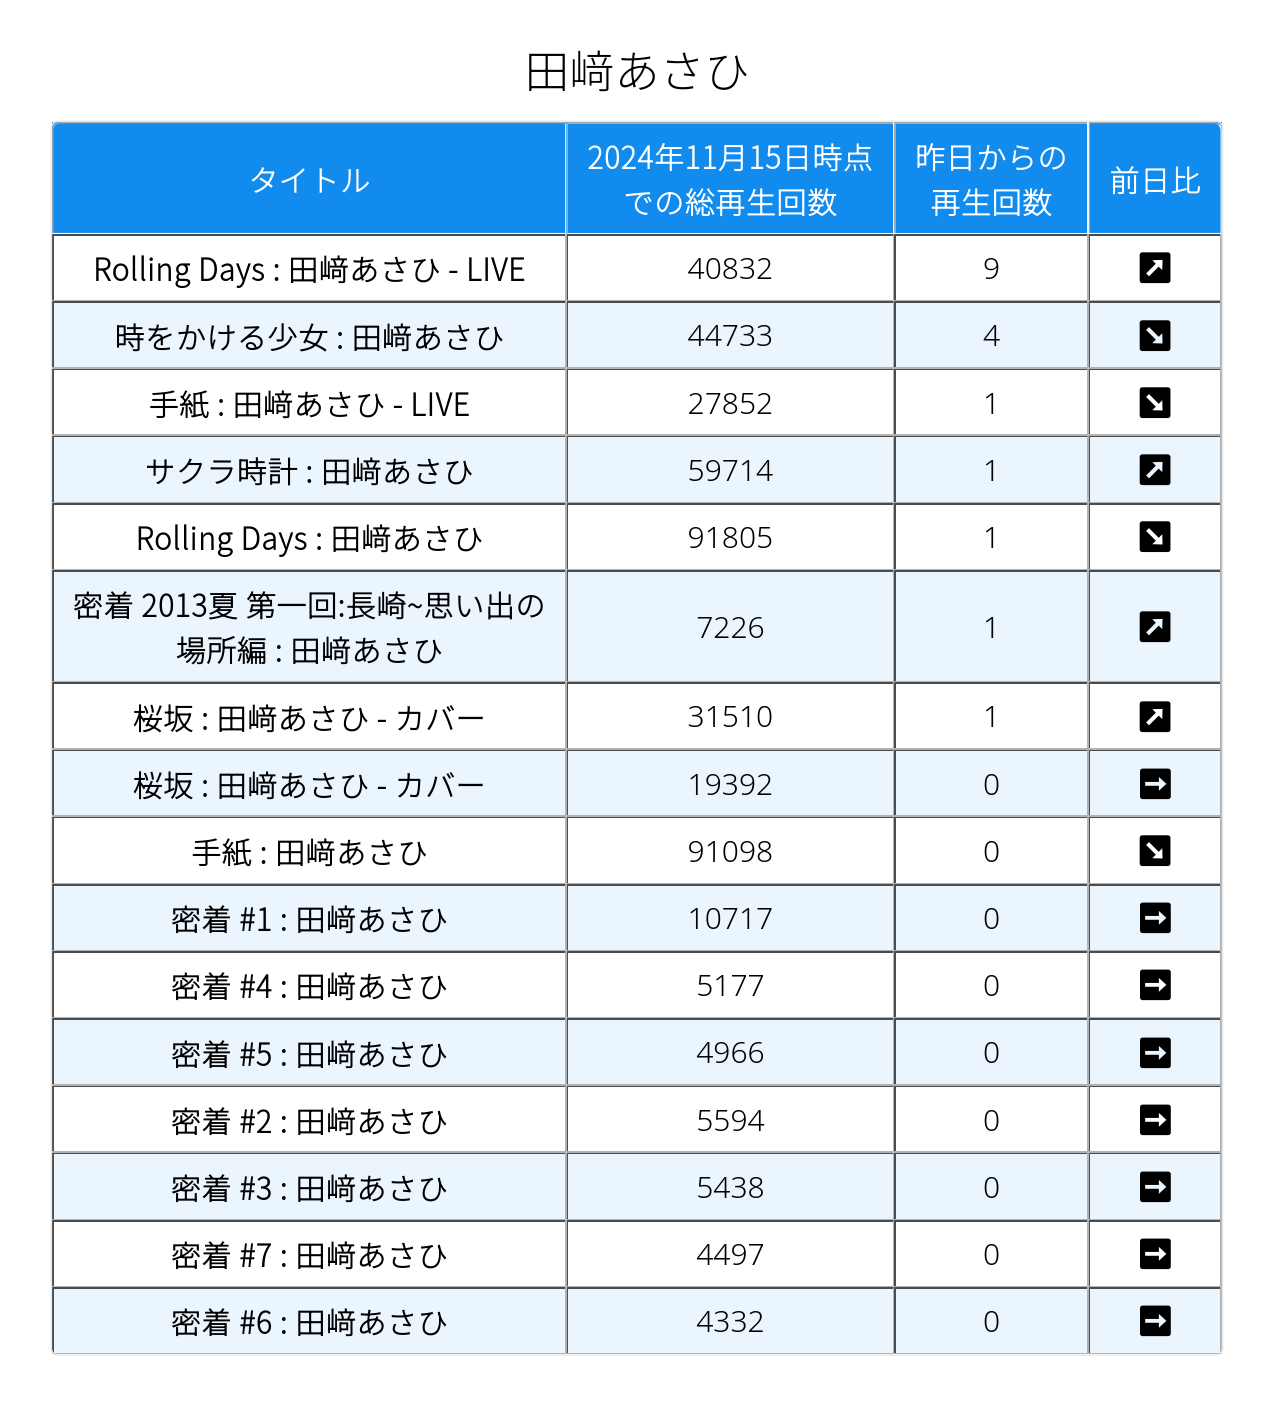 田﨑あさひ
タイトル
2024年11月15日時点
での総再生回数
昨日からの
再生回数
前日比
Rolling Days : 田﨑あさひ - LIVE 40832 9 ↗
時をかける少女 : 田﨑あさひ 44733 4 ↘
手紙 : 田﨑あさひ - LIVE 27852 1 ↘
サクラ時計 : 田﨑あさひ 59714 1 ↗
Rolling Days : 田﨑あさひ 91805 1 ↘
密着 2013夏 第一回:長崎~思い出の
場所編 : 田﨑あさひ 7226 1 ↗
桜坂 : 田﨑あさひ - カバー 31510 1 ↗
桜坂 : 田﨑あさひ - カバー 19392 0 →
手紙 : 田﨑あさひ 91098 0 ↘
密着 #1 : 田﨑あさひ 10717 0 →
密着 #4 : 田﨑あさひ 5177 0 →
密着 #5 : 田﨑あさひ 4966 0 →
密着 #2 : 田﨑あさひ 5594 0 →
密着 #3 : 田﨑あさひ 5438 0 →
密着 #7 : 田﨑あさひ 4497 0 →
密着 #6 : 田﨑あさひ 4332 0 →